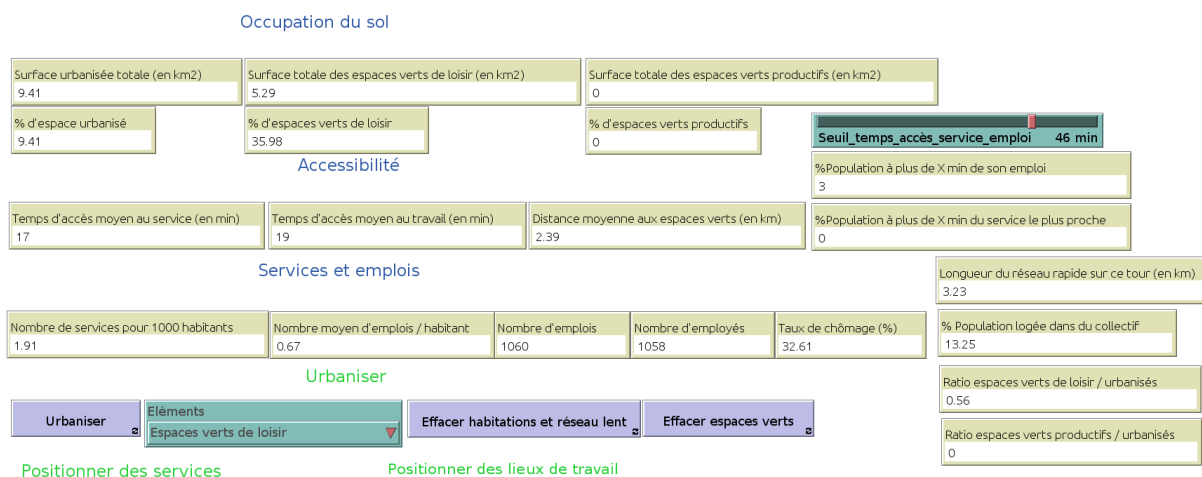 Occupation du sol
Surface urbanisée totale (en km2)
9.41
Surface totale des espaces verts de loisir (en km2)
5.29
Surface totale des espaces verts productifs (en km2)
0
% d'espace urbanisé
9.41
% d'espaces verts de loisir
35.98
% d'espaces verts productifs
0
Seuil_temps_accès_service_emploi 46 min
Accessibilité
%Population à plus de X min de son emploi
3
Temps d'accès moyen au service (en min)
17
Temps d'accès moyen au travail (en min)
19
Distance moyenne aux espaces verts (en km)
2.39
%Population à plus de X min du service le plus proche
0
Services et emplois
Longueur du réseau rapide sur ce tour (en km)
3.23
Nombre de services pour 1000 habitants
1.91
Nombre moyen d'emplois / habitant
0.67
Nombre d'emplois
1060
Nombre d'employés
1058
Taux de chômage (%)
32.61
% Population logée dans du collectif
13.25
Urbaniser
Ratio espaces verts de loisir / urbanisés
0.56
Urbaniser
Eléments
Espaces verts de loisir
Effacer habitations et réseau lent
Effacer espaces verts
Ratio espaces verts productifs / urbanisés
0
Positionner des services
Positionner des lieux de travail